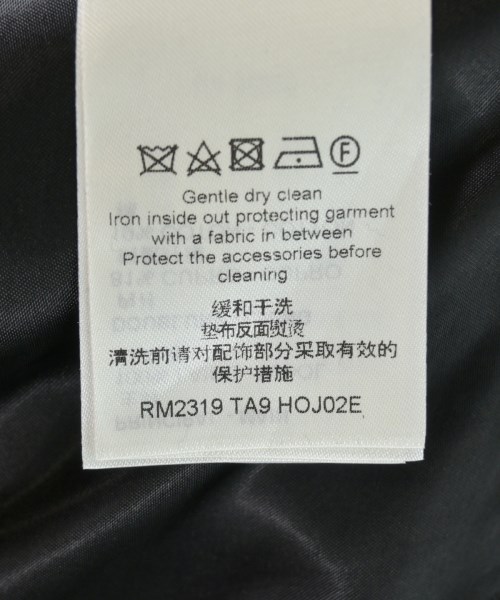 F
Gentle dry clean
Iron inside out protecting garment
with a fabric in between
Protect the accessories before
cleaning
缓和干洗
垫布反面熨烫
清洗前请对配饰部分采取有效的
保护措施
RM2319 TA9 HOJ02E